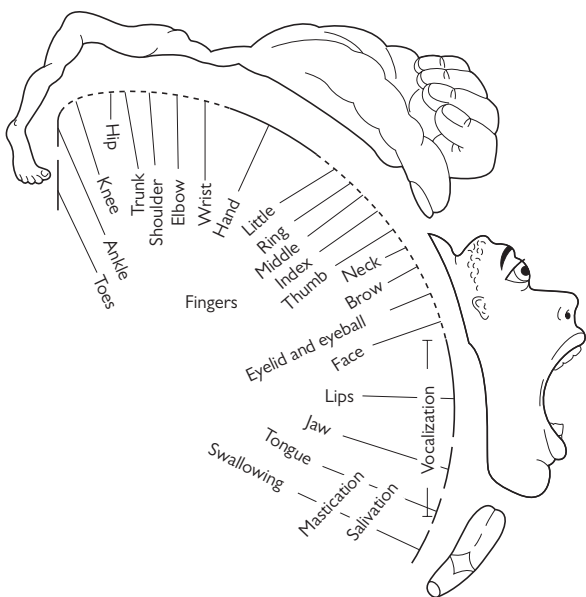 Toes
Ankle
Knee
Hip
Trunk
Shoulder
Elbow
Wrist
Hand
Little
Ring
Middle
Index
Thumb
Fingers
Neck
Brow
Eyelid and eyeball
Face
Lips
Jaw
Tongue
Swallowing
Mastication
Salivation
Vocalization